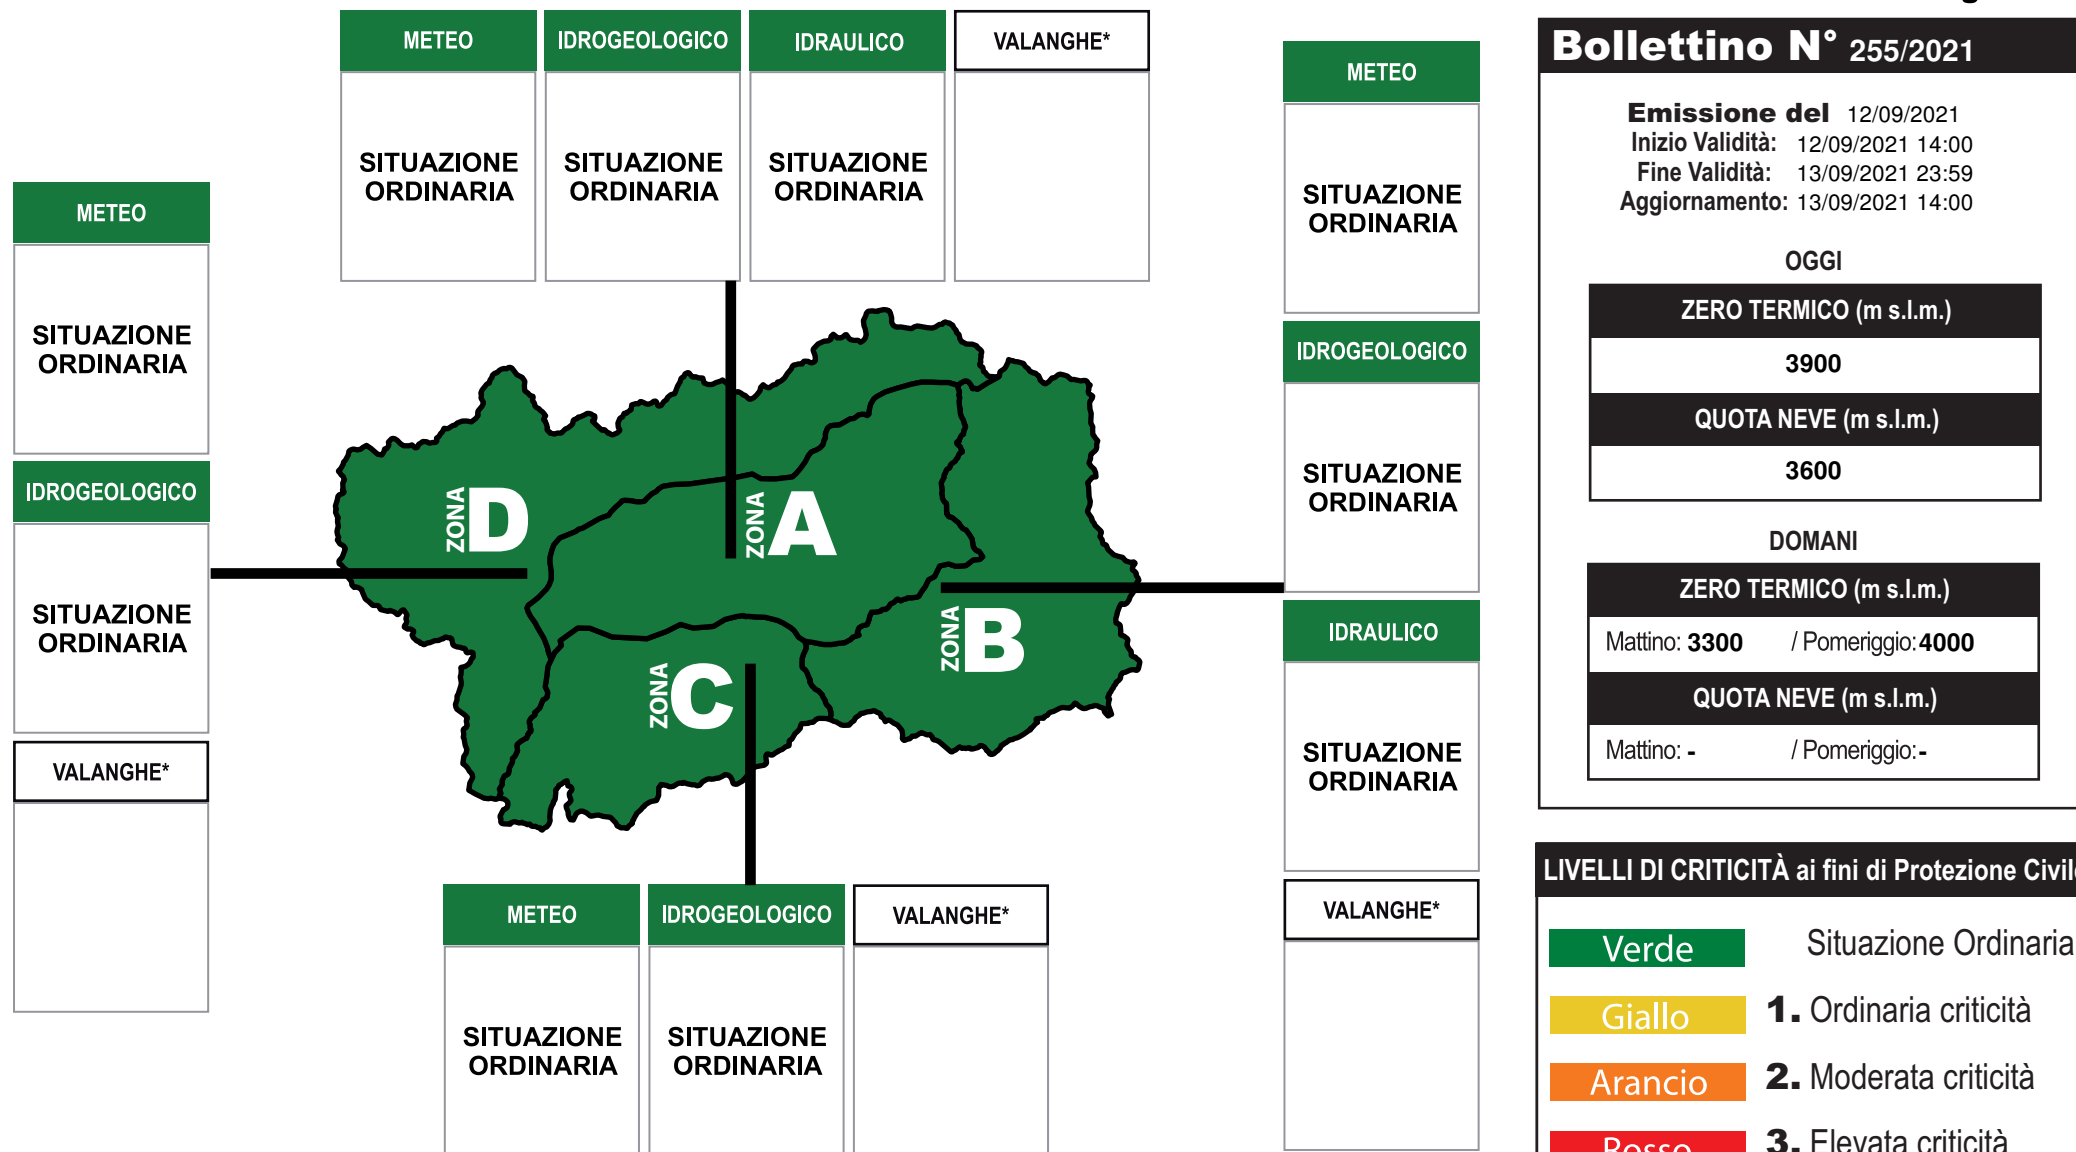 METEO IDROGEOLOGICO IDRAULICO VALANGHE*
SITUAZIONE ORDINARIA
SITUAZIONE ORDINARIA
SITUAZIONE ORDINARIA
METEO
SITUAZIONE
ORDINARIA
IDROGEOLOGICO
SITUAZIONE
ORDINARIA
VALANGHE*
ZONA D
ZONA A
ZONA B
ZONA C
METEO
SITUAZIONE
ORDINARIA
IDROGEOLOGICO
SITUAZIONE
ORDINARIA
IDRAULICO
SITUAZIONE
ORDINARIA
VALANGHE*
METEO IDROGEOLOGICO VALANGHE*
SITUAZIONE ORDINARIA
SITUAZIONE ORDINARIA
Bollettino N° 255/2021
Emissione del 12/09/2021
Inizio Validità: 12/09/2021 14:00
Fine Validità: 13/09/2021 23:59
Aggiornamento: 13/09/2021 14:00
OGGI
ZERO TERMICO (m s.l.m.)
3900
QUOTA NEVE (m s.l.m.)
3600
DOMANI
ZERO TERMICO (m s.l.m.)
Mattino: 3300 / Pomeriggio: 4000
QUOTA NEVE (m s.l.m.)
Mattino: - / Pomeriggio: -
LIVELLI DI CRITICITÀ ai fini di Protezione Civile
Verde Situazione Ordinaria
Giallo 1. Ordinaria criticità
Arancio 2. Moderata criticità
Rosso 3. Elevata criticità